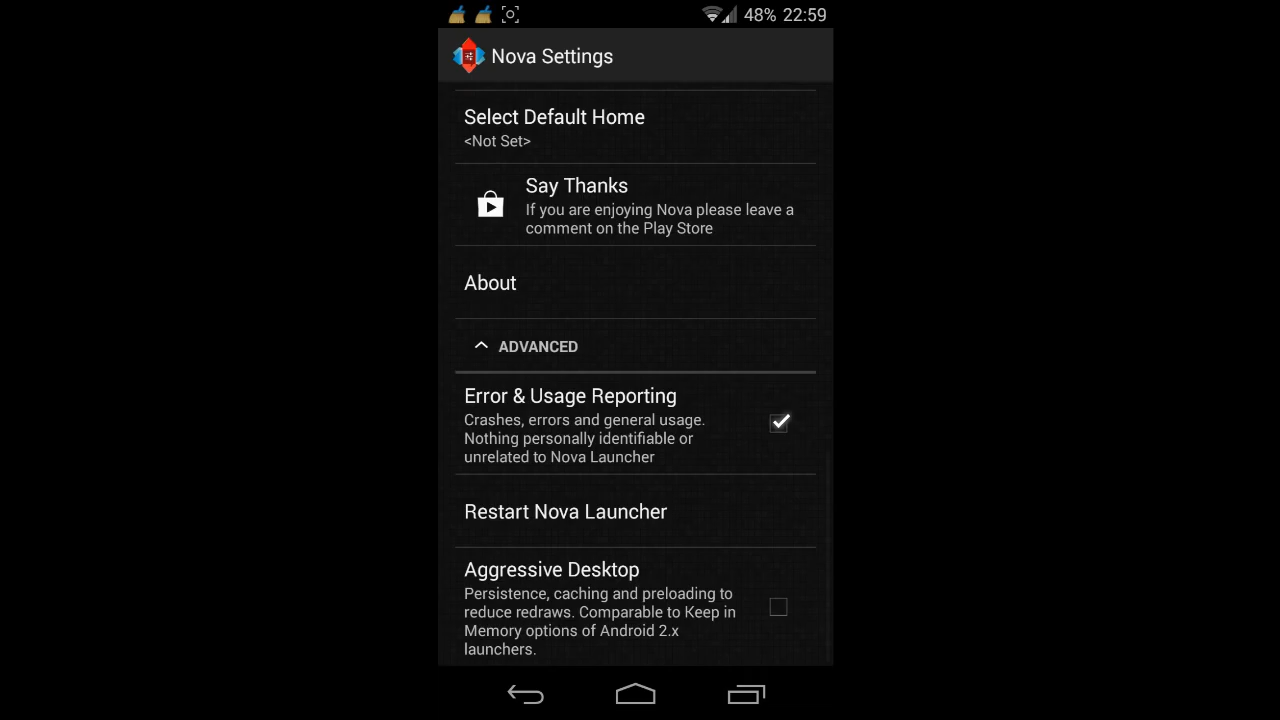 48% 22:59
Nova Settings
Select Default Home
<Not Set>
Say Thanks
If you are enjoying Nova please leave a
comment on the Play Store
About
ADVANCED
Error & Usage Reporting
Crashes, errors and general usage.
Nothing personally identifiable or
unrelated to Nova Launcher
Restart Nova Launcher
Aggressive Desktop
Persistence, caching and preloading to
reduce redraws. Comparable to Keep in
Memory options of Android 2.x
launchers.